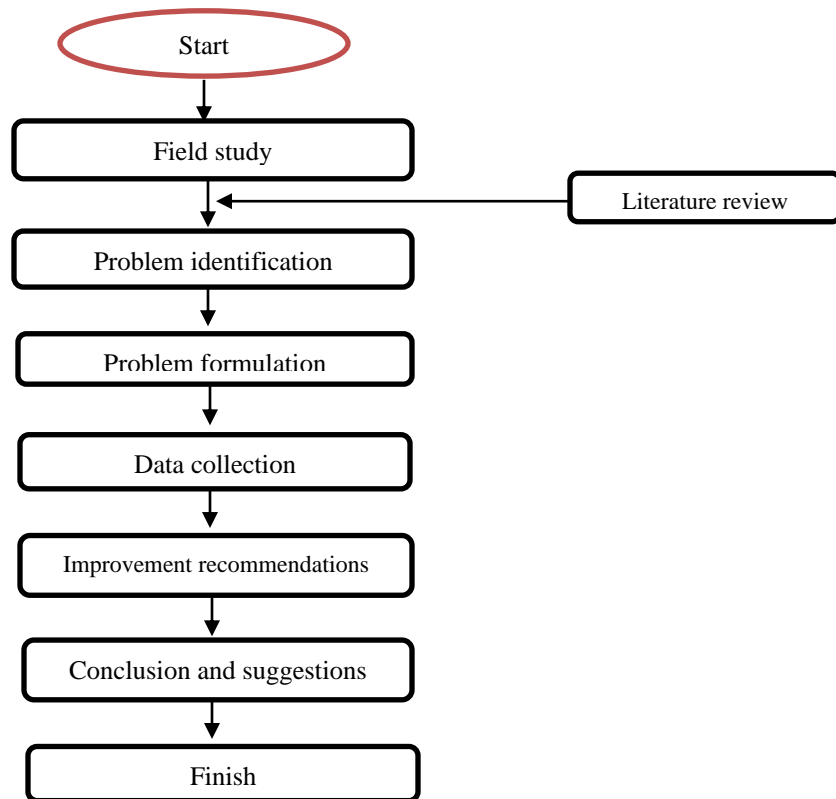 Start
Field study
Literature review
Problem identification
Problem formulation
Data collection
Improvement recommendations
Conclusion and suggestions
Finish